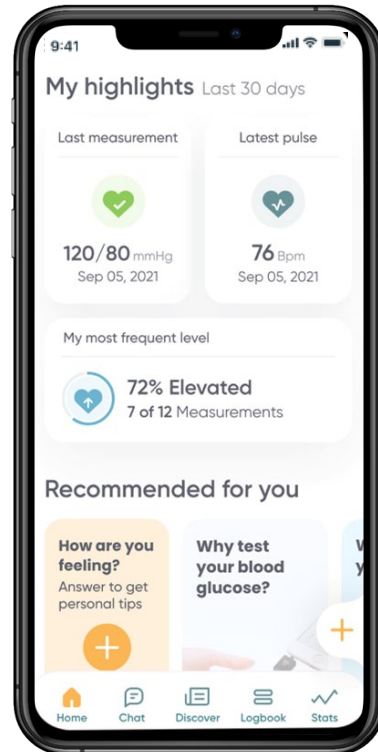 9:41
My highlights Last 30 days
Last measurement
Latest pulse
120/80 mmHg
Sep 05, 2021
76 Bpm
Sep 05, 2021
My most frequent level
72% Elevated
7 of 12 Measurements
Recommended for you
How are you
feeling?
Answer to get
personal tips
Why test
your blood
glucose?
Home
Chat
Discover
Logbook
Stats